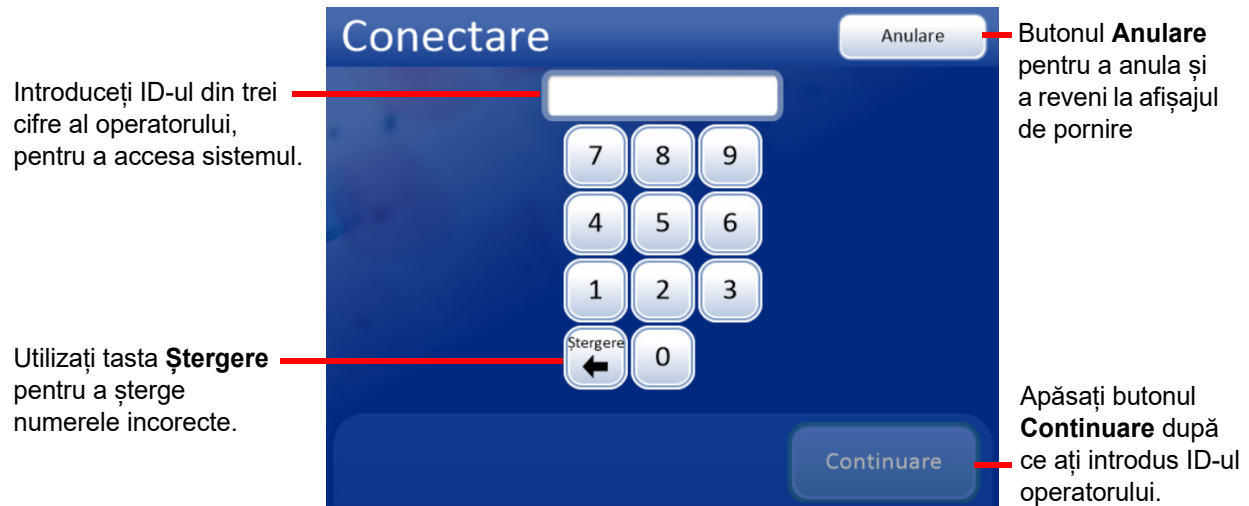 Conectare
Anulare
Butonul Anulare
pentru a anula și
a reveni la afișajul
de pornire
Introduceți ID-ul din trei
cifre al operatorului,
pentru a accesa sistemul.
7 8 9
4 5 6
1 2 3
Ștergere
0
Utilizați tasta Ștergere
pentru a șterge
numerele incorecte.
Continuare
Apăsați butonul
Continuare după
ce ați introdus ID-ul
operatorului.